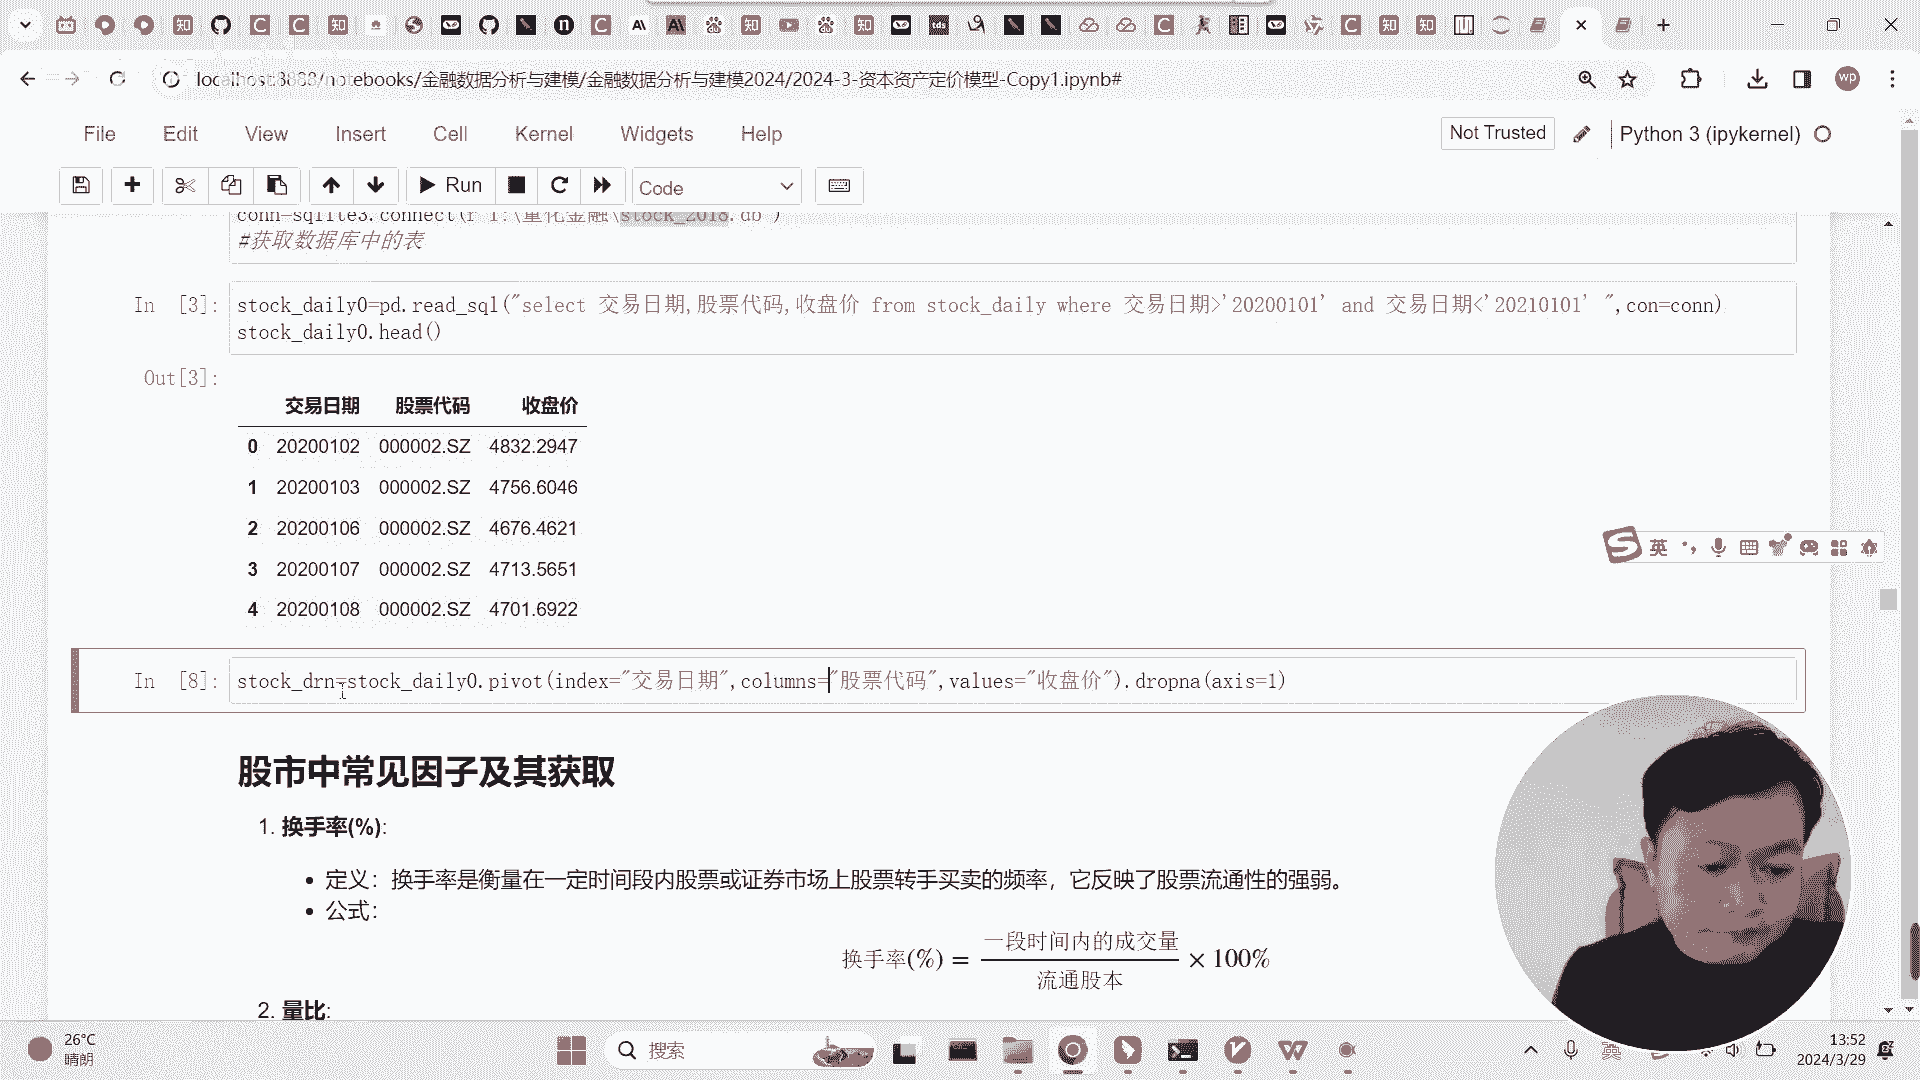 localhost:8888/notebooks/金融数据分析与建模/金融数据分析与建模2024/2024-3-资本资产定价模型-Copy1.ipynb#
wp
File Edit View Insert Cell Kernel Widgets Help
Not Trusted
Python 3 (ipykernel)
Run
Code
conn=sqlite3.connect(r'I:\量化金融\stock_2018.db')
#获取数据库中的表
In [3]: stock_daily0=pd.read_sql("select 交易日期,股票代码,收盘价 from stock_daily where 交易日期>'20200101' and 交易日期<'20210101' ",con=conn)
stock_daily0.head()
Out[3]:
交易日期 股票代码 收盘价
0 20200102 000002.SZ 4832.2947
1 20200103 000002.SZ 4756.6046
2 20200106 000002.SZ 4676.4621
3 20200107 000002.SZ 4713.5651
4 20200108 000002.SZ 4701.6922
英
In [8]: stock_drn=stock_daily0.pivot(index="交易日期",columns="股票代码",values="收盘价").dropna(axis=1)
股市中常见因子及其获取
1. 换手率(%):
• 定义：换手率是衡量在一定时间段内股票或证券市场上股票转手买卖的频率，它反映了股票流通性的强弱。
• 公式：
换手率(%) = 一段时间内的成交量 / 流通股本 × 100%
2. 量比:
26°C
晴朗
搜索
英
13:52
2024/3/29